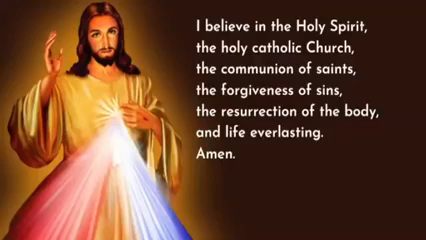 I believe in the Holy Spirit,
the holy catholic Church,
the communion of saints,
the forgiveness of sins,
the resurrection of the body,
and life everlasting.
Amen.